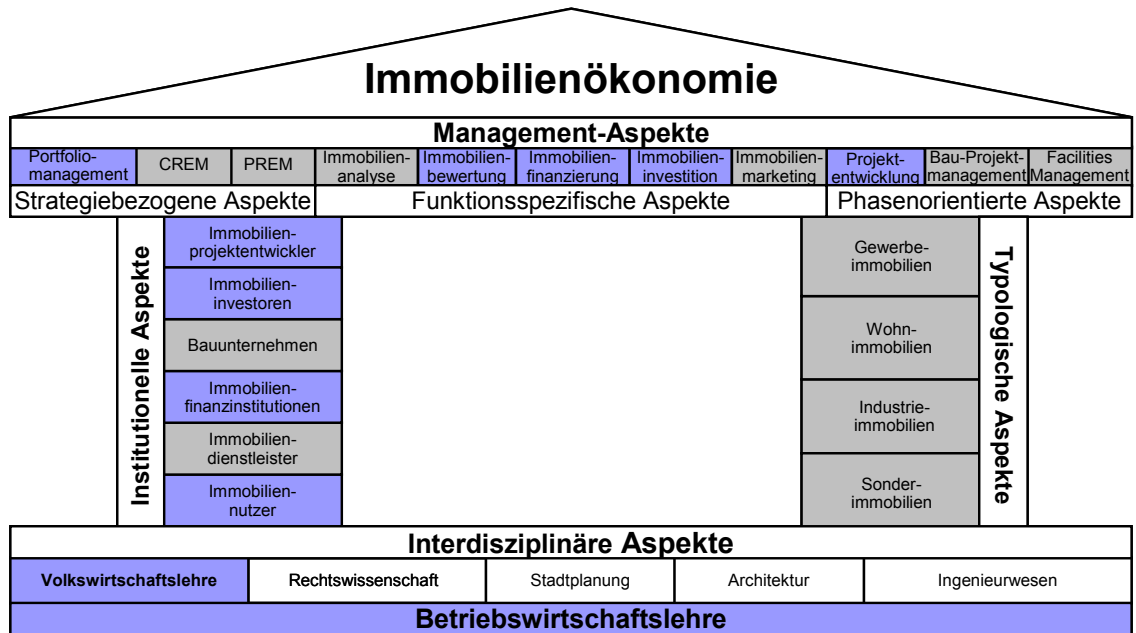 Immobilienökonomie
Management-Aspekte
Portfolio-
management
CREM
PREM
Immobilien-
analyse
Immobilien-
bewertung
Immobilien-
finanzierung
Immobilien-
investition
Immobilien-
marketing
Projekt-
entwicklung
Bau-Projekt-
management
Facilities
Management
Strategiebezogene Aspekte
Funktionsspezifische Aspekte
Phasenorientierte Aspekte
Institutionelle Aspekte
Immobilien-
projektentwickler
Immobilien-
investoren
Bauunternehmen
Immobilien-
finanzinstitutionen
Immobilien-
dienstleister
Immobilien-
nutzer
Gewerbe-
immobilien
Wohn-
immobilien
Industrie-
immobilien
Sonder-
immobilien
Typologische Aspekte
Interdisziplinäre Aspekte
Volkswirtschaftslehre
Rechtswissenschaft
Stadtplanung
Architektur
Ingenieurwesen
Betriebswirtschaftslehre